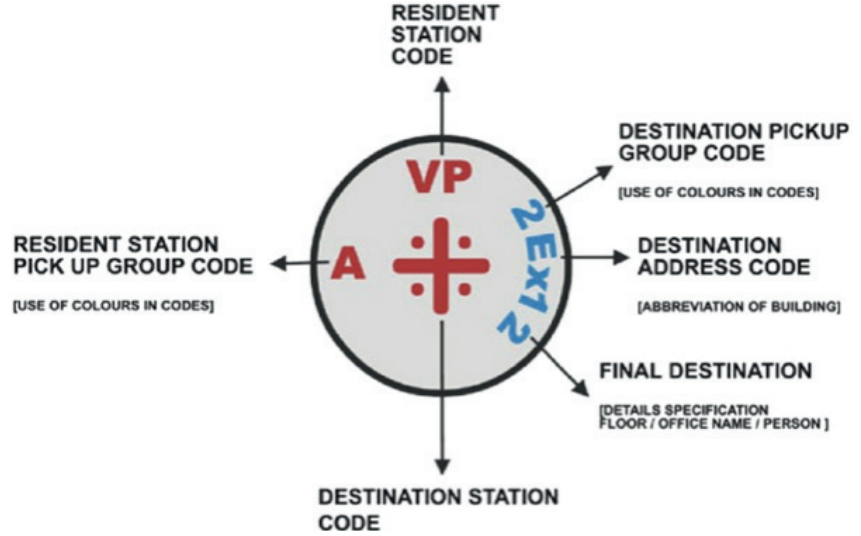 RESIDENT
STATION
CODE
DESTINATION PICKUP
GROUP CODE
[USE OF COLOURS IN CODES]
VP
A
2Ex12
RESIDENT STATION
PICK UP GROUP CODE
[USE OF COLOURS IN CODES]
DESTINATION
ADDRESS CODE
[ABBREVIATION OF BUILDING]
FINAL DESTINATION
[DETAILS SPECIFICATION
FLOOR / OFFICE NAME / PERSON ]
DESTINATION STATION
CODE